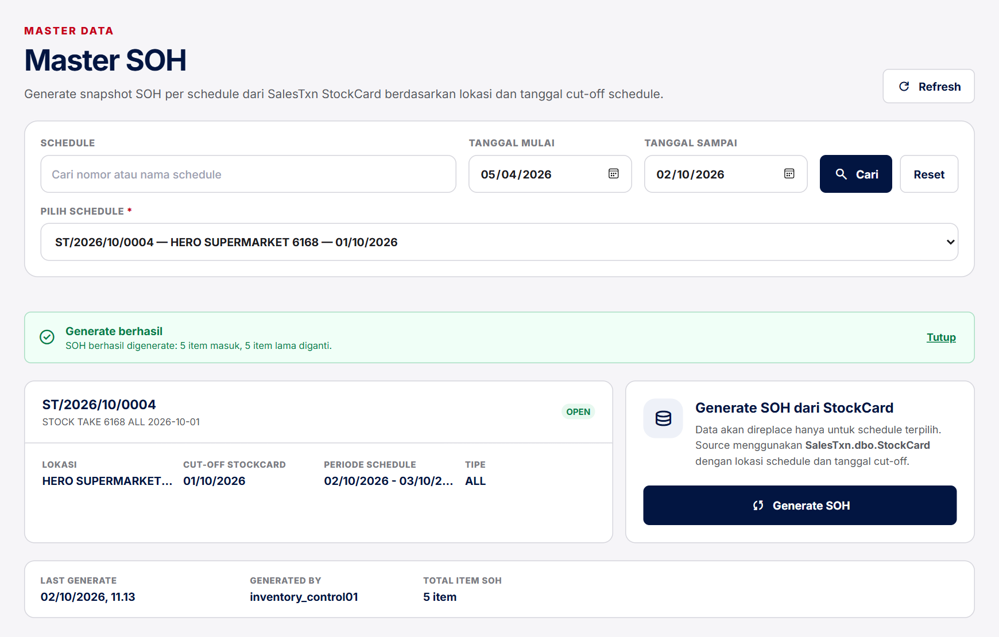 MASTER DATA
Master SOH
Generate snapshot SOH per schedule dari SalesTxn StockCard berdasarkan lokasi dan tanggal cut-off schedule.
Refresh
SCHEDULE
TANGGAL MULAI
TANGGAL SAMPAI
Cari nomor atau nama schedule
05/04/2026
02/10/2026
Cari
Reset
PILIH SCHEDULE *
ST/2026/10/0004 — HERO SUPERMARKET 6168 — 01/10/2026
Generate berhasil
SOH berhasil digenerate: 5 item masuk, 5 item lama diganti.
Tutup
ST/2026/10/0004
STOCK TAKE 6168 ALL 2026-10-01
OPEN
LOKASI
HERO SUPERMARKET...
CUT-OFF STOCKCARD
01/10/2026
PERIODE SCHEDULE
02/10/2026 - 03/10/2...
TIPE
ALL
Generate SOH dari StockCard
Data akan direplace hanya untuk schedule terpilih.
Source menggunakan SalesTxn.dbo.StockCard
dengan lokasi schedule dan tanggal cut-off.
Generate SOH
LAST GENERATE
02/10/2026, 11.13
GENERATED BY
inventory_control01
TOTAL ITEM SOH
5 item